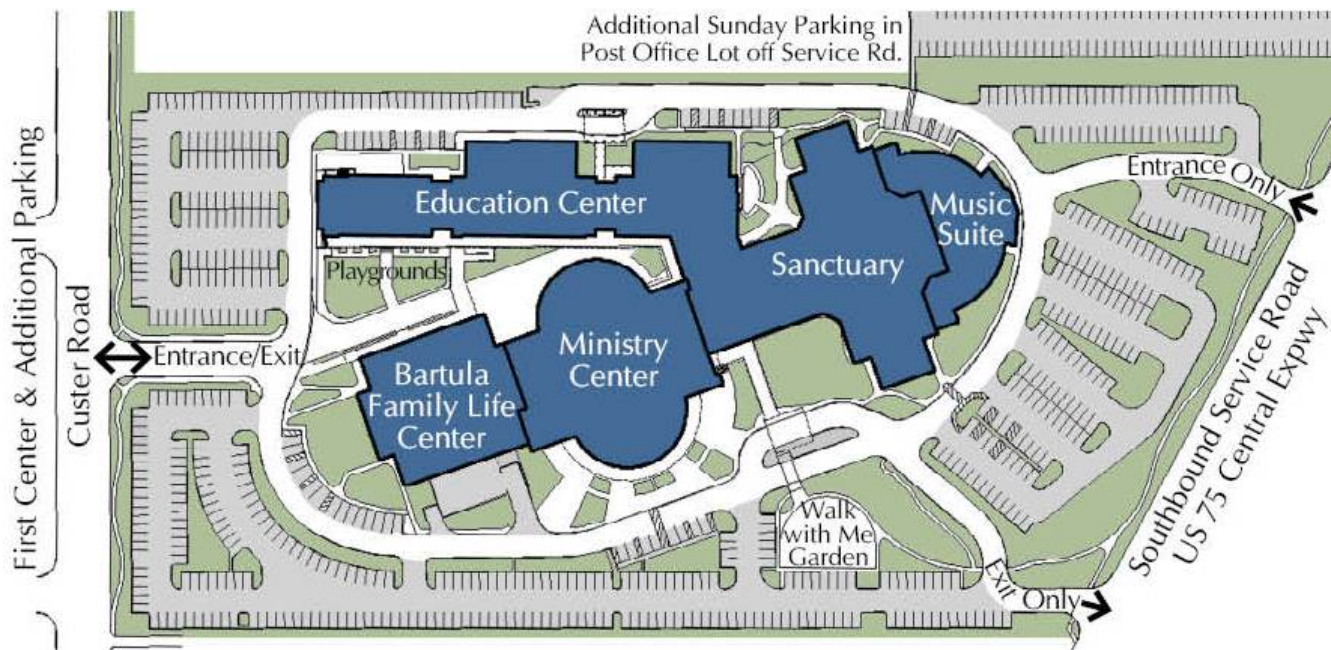 Additional Sunday Parking in
Post Office Lot off Service Rd.
First Center & Additional Parking
Custer Road
Entrance/Exit
Education Center
Playgrounds
Bartula
Family Life
Center
Ministry
Center
Sanctuary
Music
Suite
Entrance Only
Southbound Service Road
US 75 Central Expwy
Walk
with Me
Garden
Exit Only